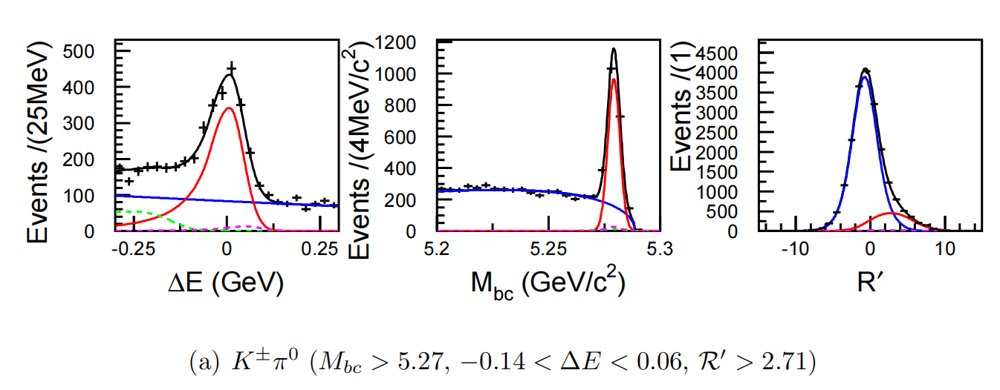 Events /(25MeV)
500
400
300
200
100
0
-0.25 0 0.25
ΔE (GeV)
Events /(4MeV/c²)
1200
1000
800
600
400
200
0
5.2 5.25 5.3
M_bc (GeV/c²)
Events /(1)
4500
4000
3500
3000
2500
2000
1500
1000
500
0
-10 0 10
R′
(a) K±π⁰ (M_bc > 5.27, −0.14 < ΔE < 0.06, ℛ′ > 2.71)